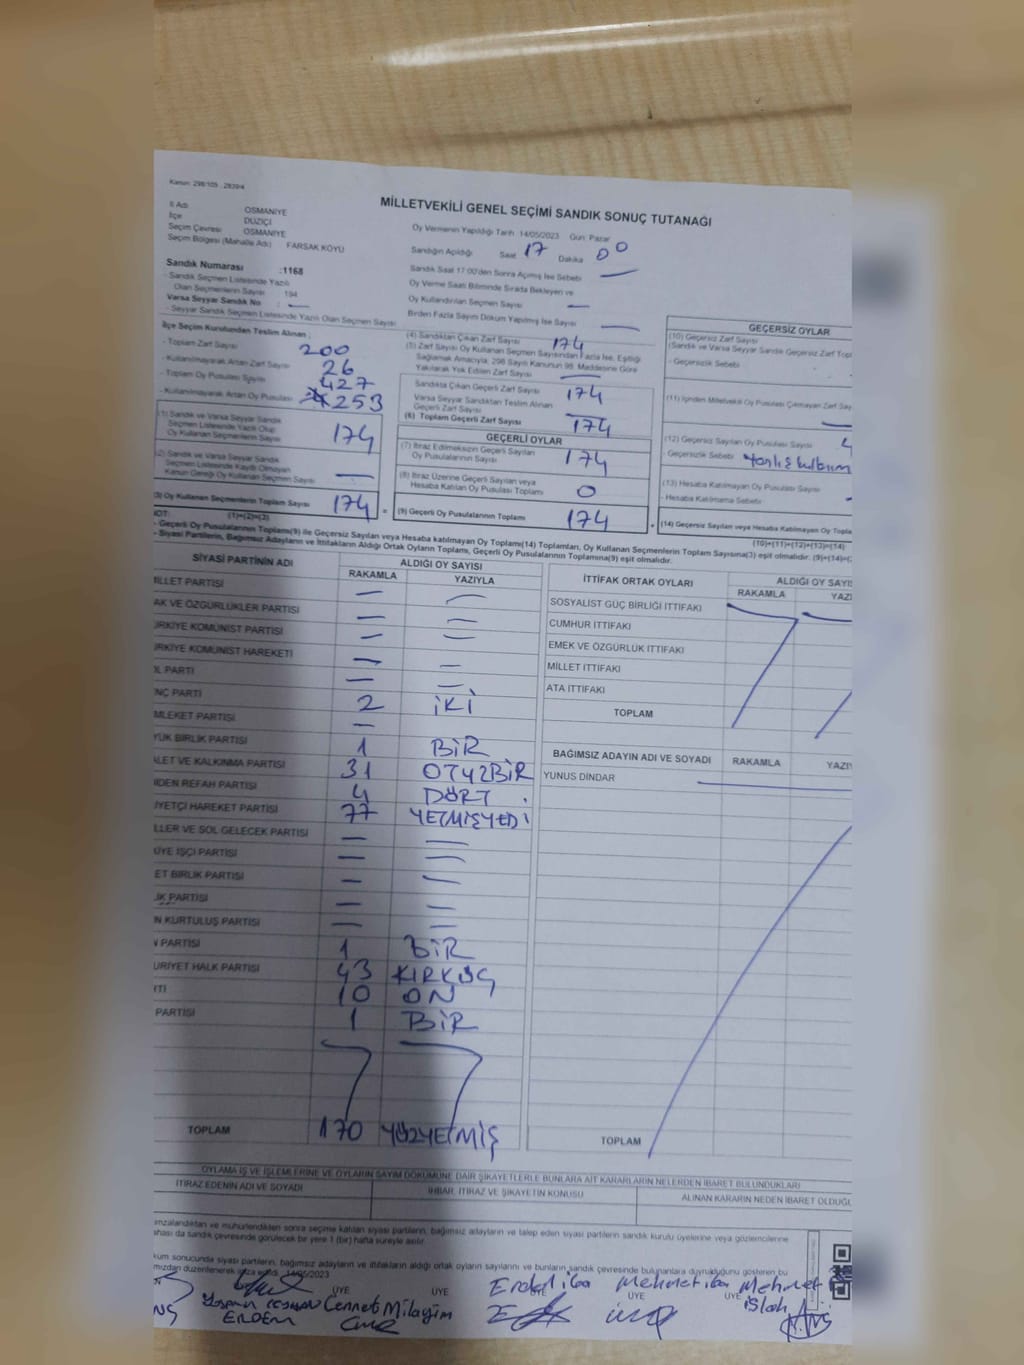 Kanun: 298/105 , 2839/4
MİLLETVEKİLİ GENEL SEÇİMİ SANDIK SONUÇ TUTANAĞI
İl Adı OSMANİYE
İlçe DÜZİÇİ
Seçim Çevresi OSMANİYE
Seçim Bölgesi (Mahalle Adı) FARSAK KÖYÜ
Sandık Numarası :1168
- Sandık Seçmen Listesinde Yazılı
Olan Seçmenlerin Sayısı 194
Varsa Seyyar Sandık No : —
- Seyyar Sandık Seçmen Listesinde Yazılı Olan Seçmen Sayısı
İlçe Seçim Kurulundan Teslim Alınan ;
- Toplam Zarf Sayısı 200
- Kullanılmayarak Artan Zarf Sayısı 26
- Toplam Oy Pusulası Sayısı 427
- Kullanılmayarak Artan Oy Pusulası 253
(1) Sandık ve Varsa Seyyar Sandık
Seçmen Listesinde Yazılı Olup
Oy Kullanan Seçmenlerin Sayısı 174
(2) Sandık ve Varsa Seyyar Sandık
Seçmen Listesinde Kayıtlı Olmayan
Kanun Gereği Oy Kullanan Seçmen Sayısı —
(3) Oy Kullanan Seçmenlerin Toplam Sayısı 174
(1)+(2)=(3)
Oy Vermenin Yapıldığı Tarih 14/05/2023 Gün: Pazar
Sandığın Açıldığı Saat 17 Dakika 00
Sandık Saat 17:00'den Sonra Açılmış İse Sebebi —
Oy Verme Saati Bitiminde Sırada Bekleyen ve
Oy Kullandırılan Seçmen Sayısı —
Birden Fazla Sayım Döküm Yapılmış İse Sayısı —
(4) Sandıktan Çıkan Zarf Sayısı 174
(5) Zarf Sayısı Oy Kullanan Seçmen Sayısından Fazla İse, Eşitliği
Sağlamak Amacıyla, 298 Sayılı Kanunun 98. Maddesine Göre
Yakılarak Yok Edilen Zarf Sayısı —
Sandıkta Çıkan Geçerli Zarf Sayısı 174
Varsa Seyyar Sandıktan Teslim Alınan
Geçerli Zarf Sayısı —
(6) Toplam Geçerli Zarf Sayısı 174
GEÇERLİ OYLAR
(7) İtiraz Edilmeksizin Geçerli Sayılan
Oy Pusulalarının Sayısı 174
(8) İtiraz Üzerine Geçerli Sayılan veya
Hesaba Katılan Oy Pusulası Toplamı 0
(9) Geçerli Oy Pusulalarının Toplamı 174
GEÇERSİZ OYLAR
(10) Geçersiz Zarf Sayısı
(Sandık ve Varsa Seyyar Sandık Geçersiz Zarf Topl
- Geçersizlik Sebebi
(11) İçinden Milletvekili Oy Pusulası Çıkmayan Zarf Say
(12) Geçersiz Sayılan Oy Pusulası Sayısı 4
- Geçersizlik Sebebi
(13) Hesaba Katılmayan Oy Pusulası Sayısı
- Hesaba Katılmama Sebebi
(14) Geçersiz Sayılan veya Hesaba Katılmayan Oy Topla
(10)+(11)+(12)+(13)=(14)
NOT:
- Geçerli Oy Pusulalarının Toplamı(9) ile Geçersiz Sayılan veya Hesaba Katılmayan Oy Toplamı(14) Toplamları, Oy Kullanan Seçmenlerin Toplam Sayısına(3) eşit olmalıdır. (9)+(14)=(
- Siyasi Partilerin, Bağımsız Adayların ve İttifakların Aldığı Ortak Oyların Toplamı, Geçerli Oy Pusulalarının Toplamına(9) eşit olmalıdır.
SİYASİ PARTİNİN ADI ALDIĞI OY SAYISI
RAKAMLA YAZIYLA
İLLET PARTİSİ — —
AK VE ÖZGÜRLÜKLER PARTİSİ — —
ÜRKİYE KOMÜNİST PARTİSİ — —
ÜRKİYE KOMÜNİST HAREKETİ — —
OL PARTİ — —
NÇ PARTİ 2 İKİ
MLEKET PARTİSİ —
YÜK BİRLİK PARTİSİ 1 BİR
ALET VE KALKINMA PARTİSİ 31 OTUZBİR
İDEN REFAH PARTİSİ 4 DÖRT
İYETÇİ HAREKET PARTİSİ 77 YETMİŞYEDİ
LLER VE SOL GELECEK PARTİSİ — —
ÜYE İŞÇİ PARTİSİ — —
ET BİRLİK PARTİSİ — —
İK PARTİSİ — —
N KURTULUŞ PARTİSİ — —
N PARTİSİ 1 BİR
URİYET HALK PARTİSİ 43 KIRKÜÇ
RTİ 10 ON
PARTİSİ 1 BİR
TOPLAM 170 YÜZYETMİŞ
İTTİFAK ORTAK OYLARI ALDIĞI OY SAYIS
RAKAMLA YAZI
SOSYALİST GÜÇ BİRLİĞİ İTTİFAKI
CUMHUR İTTİFAKI
EMEK VE ÖZGÜRLÜK İTTİFAKI
MİLLET İTTİFAKI
ATA İTTİFAKI
TOPLAM
BAĞIMSIZ ADAYIN ADI VE SOYADI RAKAMLA YAZIY
YUNUS DİNDAR —
TOPLAM
OYLAMA İŞ VE İŞLEMLERİNE VE OYLARIN SAYIM DÖKÜMÜNE DAİR ŞİKAYETLERLE BUNLARA AİT KARARLARIN NELERDEN İBARET BULUNDUKLARI
İTİRAZ EDENİN ADI VE SOYADI İHBAR, İTİRAZ VE ŞİKAYETİN KONUSU ALINAN KARARIN NEDEN İBARET OLDUĞU
mzalandıktan ve mühürlendikten sonra seçime katılan siyasi partilerin, bağımsız adayların ve talep eden siyasi partilerin sandık kurulu üyelerine veya gözlemcilerine
ahası da sandık çevresinde görülecek bir yere 1 (bir) hafta süreyle asılır.
küm sonucunda siyasi partilerin, bağımsız adayların ve ittifakların aldığı ortak oyların sayılarını ve bunların sandık çevresinde bulunanlara duyurulduğunu gösteren bu
mızdan düzenlenerek imza edildi. 14/05/2023
ÜYE ÜYE ÜYE ÜYE ÜYE
ERDEM Cennet Milayim Mehmet Mehmet